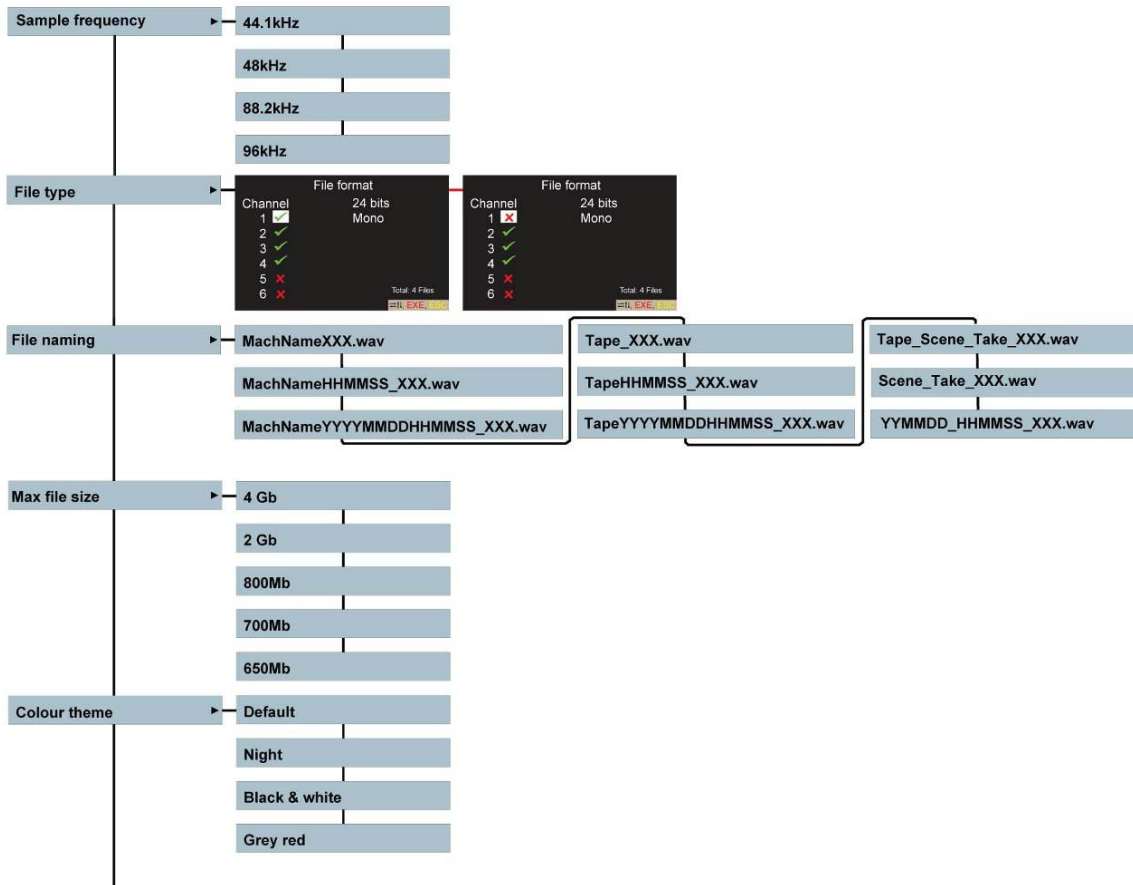 Sample frequency
44.1kHz
48kHz
88.2kHz
96kHz
File type
File format
Channel 24 bits
1 Mono
2
3
4
5
6
Total: 4 Files
EXE, ESC
File format
Channel 24 bits
1 Mono
2
3
4
5
6
Total: 4 Files
EXE, ESC
File naming
MachNameXXX.wav
MachNameHHMMSS_XXX.wav
MachNameYYYYMMDDHHMMSS_XXX.wav
Tape_XXX.wav
TapeHHMMSS_XXX.wav
TapeYYYYMMDDHHMMSS_XXX.wav
Tape_Scene_Take_XXX.wav
Scene_Take_XXX.wav
YYMMDD_HHMMSS_XXX.wav
Max file size
4 Gb
2 Gb
800Mb
700Mb
650Mb
Colour theme
Default
Night
Black & white
Grey red